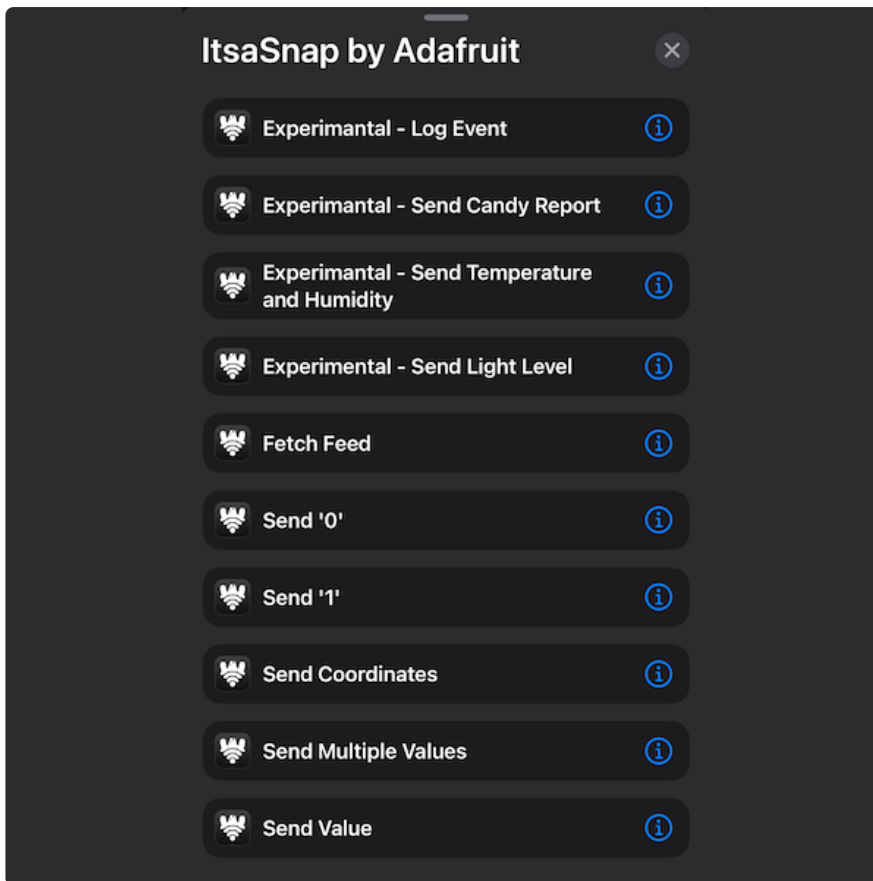 ItsaSnap by Adafruit
Experimantal - Log Event
Experimantal - Send Candy Report
Experimantal - Send Temperature
and Humidity
Experimental - Send Light Level
Fetch Feed
Send '0'
Send '1'
Send Coordinates
Send Multiple Values
Send Value